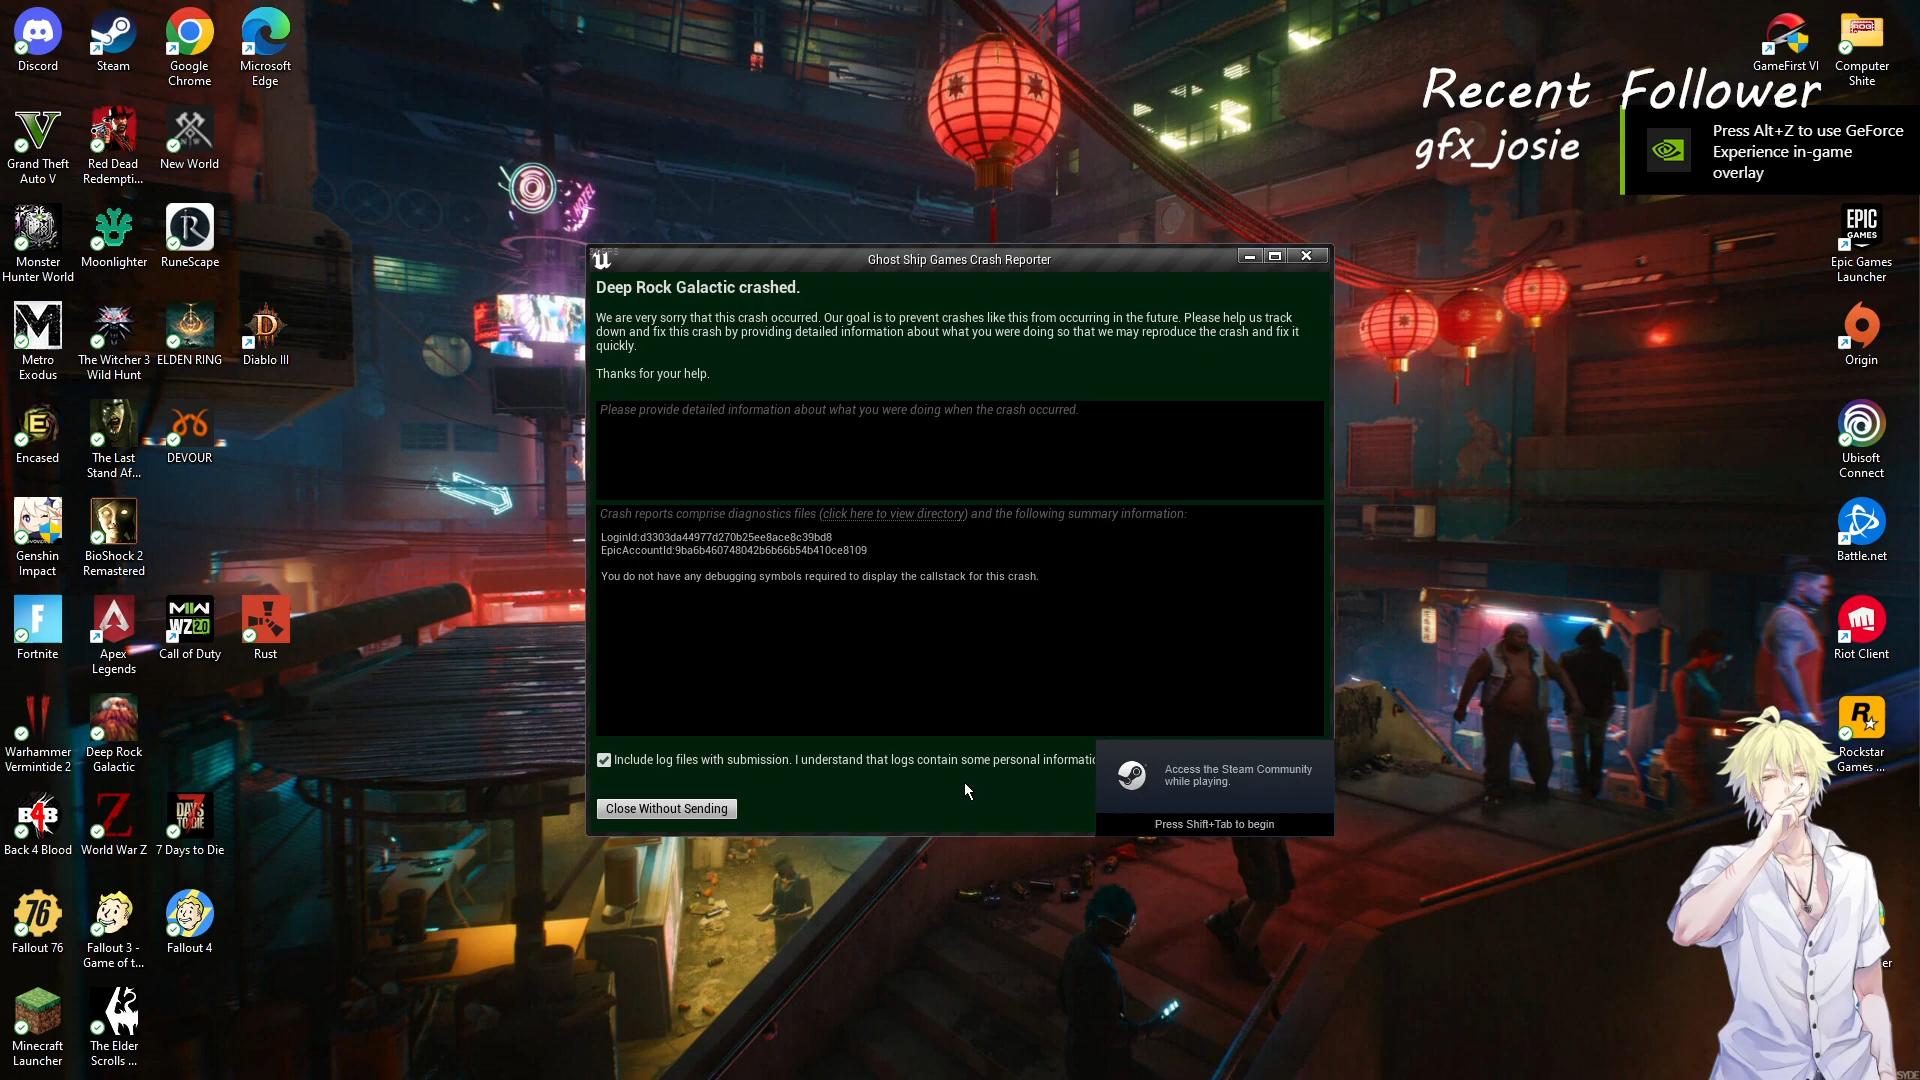 Discord
Steam
Google
Chrome
Microsoft
Edge
GameFirst VI
Computer
Shite
Recent Follower
gfx_josie
Press Alt+Z to use GeForce
Experience in-game
overlay
Grand Theft
Auto V
Red Dead
Redempti...
New World
Monster
Hunter World
Moonlighter
RuneScape
EPIC
GAMES
Epic Games
Launcher
Metro
Exodus
The Witcher 3
Wild Hunt
ELDEN RING
Diablo III
Origin
Encased
The Last
Stand Af...
DEVOUR
Ubisoft
Connect
Genshin
Impact
BioShock 2
Remastered
Battle.net
Fortnite
Apex
Legends
MW
WZ 2.0
Call of Duty
Rust
Riot Client
Warhammer
Vermintide 2
Deep Rock
Galactic
Rockstar
Games ...
B4B
Back 4 Blood
World War Z
DAYS
TO DIE
7 Days to Die
76
Fallout 76
Fallout 3 -
Game of t...
Fallout 4
Minecraft
Launcher
The Elder
Scrolls ...
Ghost Ship Games Crash Reporter
Deep Rock Galactic crashed.
We are very sorry that this crash occurred. Our goal is to prevent crashes like this from occurring in the future. Please help us track
down and fix this crash by providing detailed information about what you were doing so that we may reproduce the crash and fix it
quickly.
Thanks for your help.
Please provide detailed information about what you were doing when the crash occurred.
Crash reports comprise diagnostics files (click here to view directory) and the following summary information:
LoginId:d3303da44977d270b25ee8ace8c39bd8
EpicAccountId:9ba6b460748042b6b66b54b410ce8109
You do not have any debugging symbols required to display the callstack for this crash.
Include log files with submission. I understand that logs contain some personal informatio
Close Without Sending
Access the Steam Community
while playing.
Press Shift+Tab to begin
er